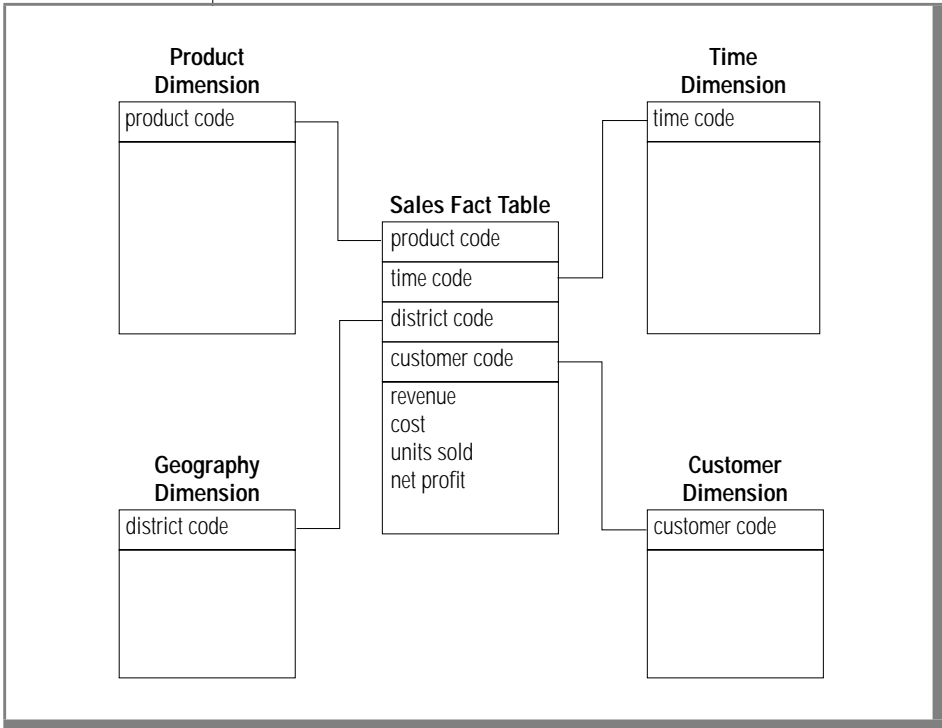 Product
Dimension
product code
Time
Dimension
time code
Sales Fact Table
product code
time code
district code
customer code
revenue
cost
units sold
net profit
Geography
Dimension
district code
Customer
Dimension
customer code